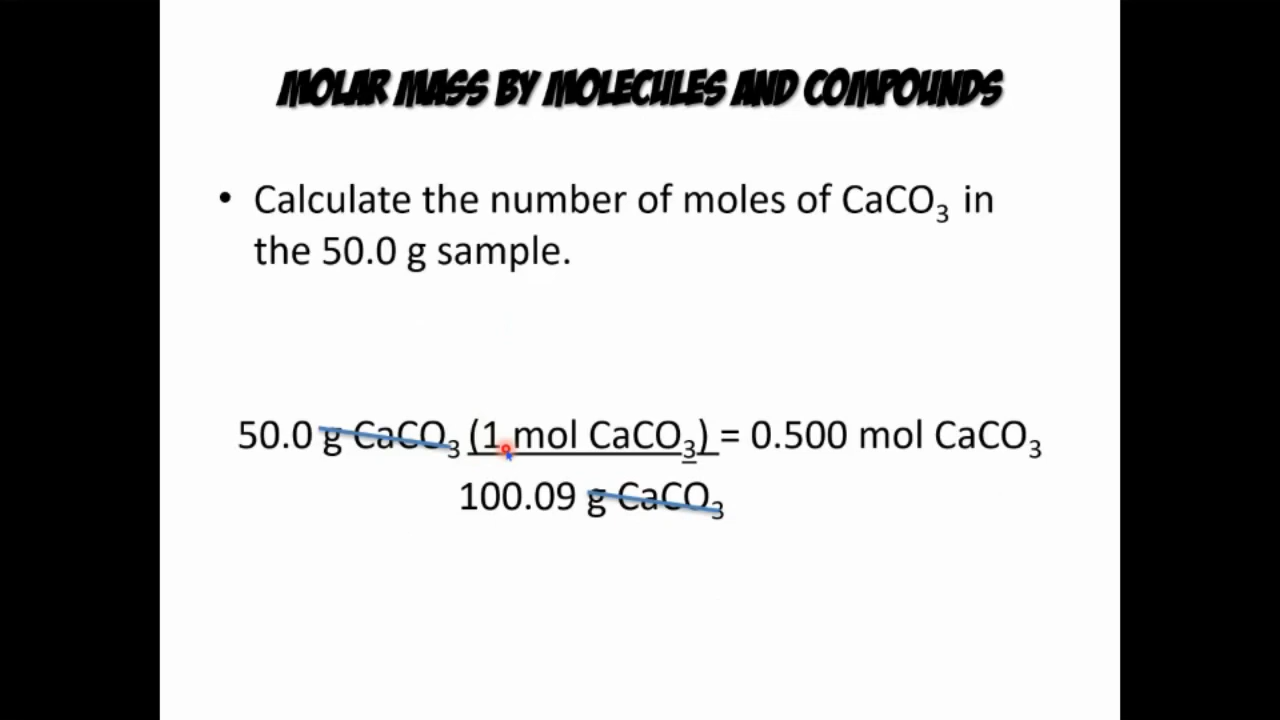 MOLAR MASS BY MOLECULES AND COMPOUNDS
• Calculate the number of moles of CaCO₃ in
the 50.0 g sample.
50.0 g CaCO₃ (1 mol CaCO₃) = 0.500 mol CaCO₃
100.09 g CaCO₃